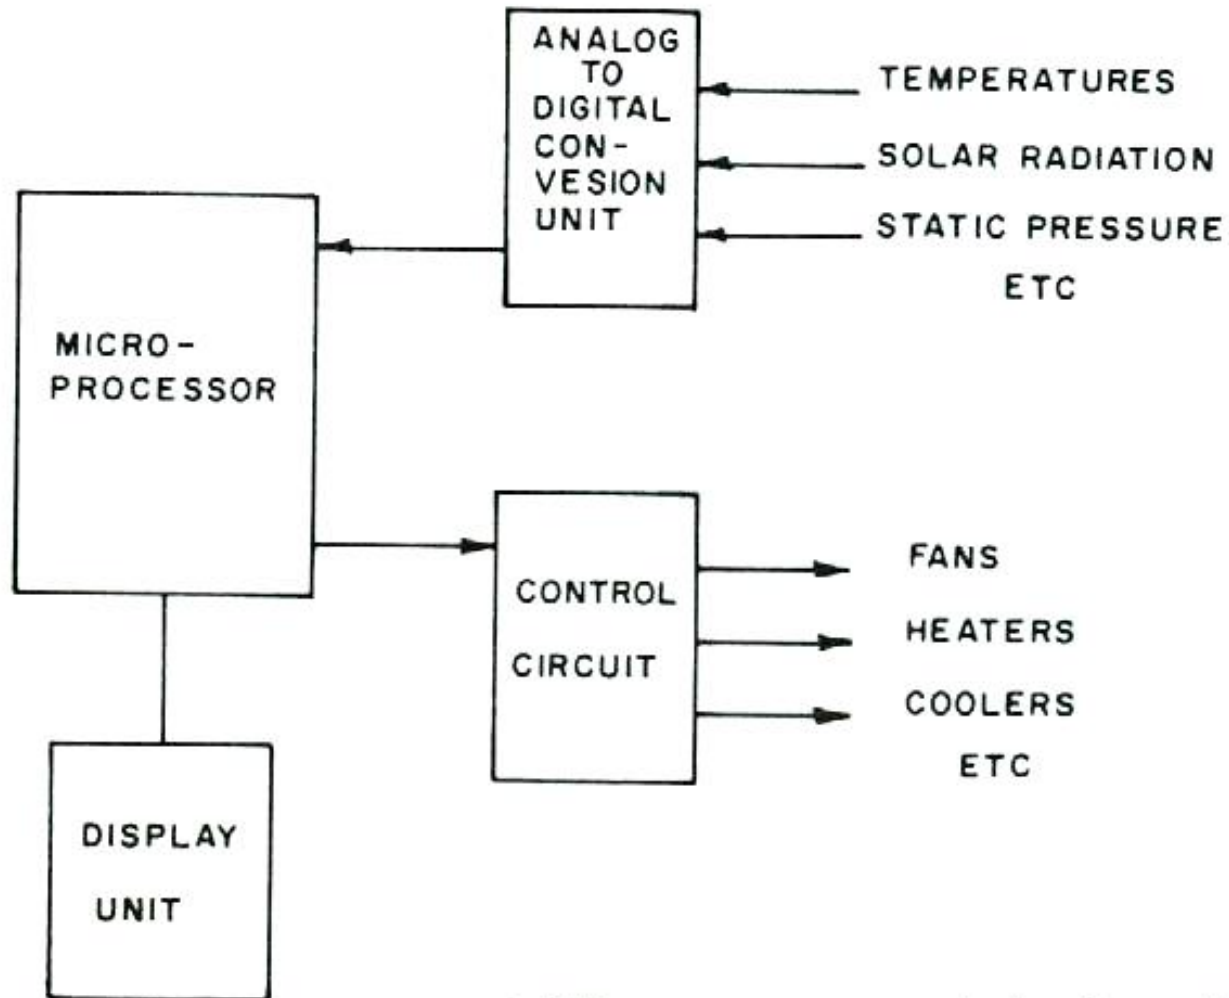 ANALOG
TO
DIGITAL
CON-
VESION
UNIT
TEMPERATURES
SOLAR RADIATION
STATIC PRESSURE
ETC
MICRO-
PROCESSOR
CONTROL
CIRCUIT
FANS
HEATERS
COOLERS
ETC
DISPLAY
UNIT